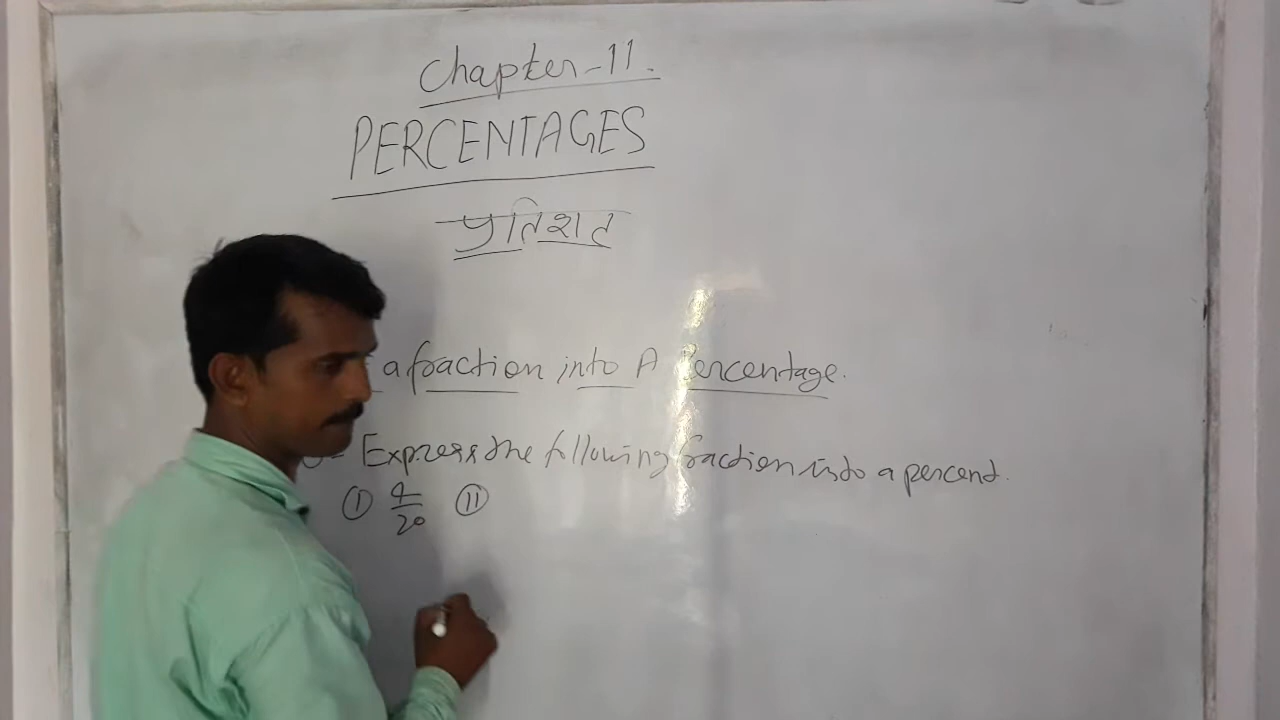 Chapter-11.
PERCENTAGES
प्रतिशत
a fraction into A Percentage.
- Express the following fraction into a percent.
① 9/20 ⑪